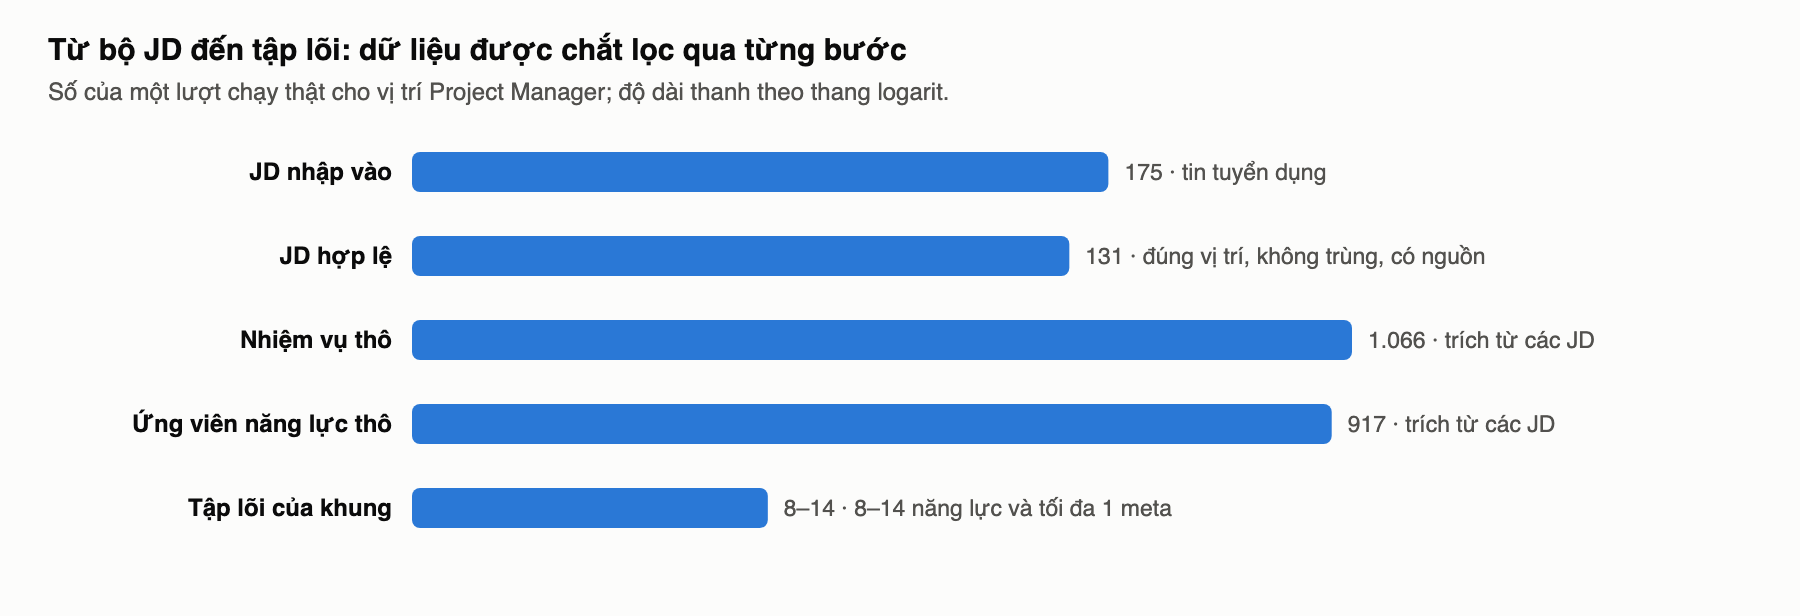 Từ bộ JD đến tập lõi: dữ liệu được chắt lọc qua từng bước
Số của một lượt chạy thật cho vị trí Project Manager; độ dài thanh theo thang logarit.
JD nhập vào 175 · tin tuyển dụng
JD hợp lệ 131 · đúng vị trí, không trùng, có nguồn
Nhiệm vụ thô 1.066 · trích từ các JD
Ứng viên năng lực thô 917 · trích từ các JD
Tập lõi của khung 8–14 · 8–14 năng lực và tối đa 1 meta